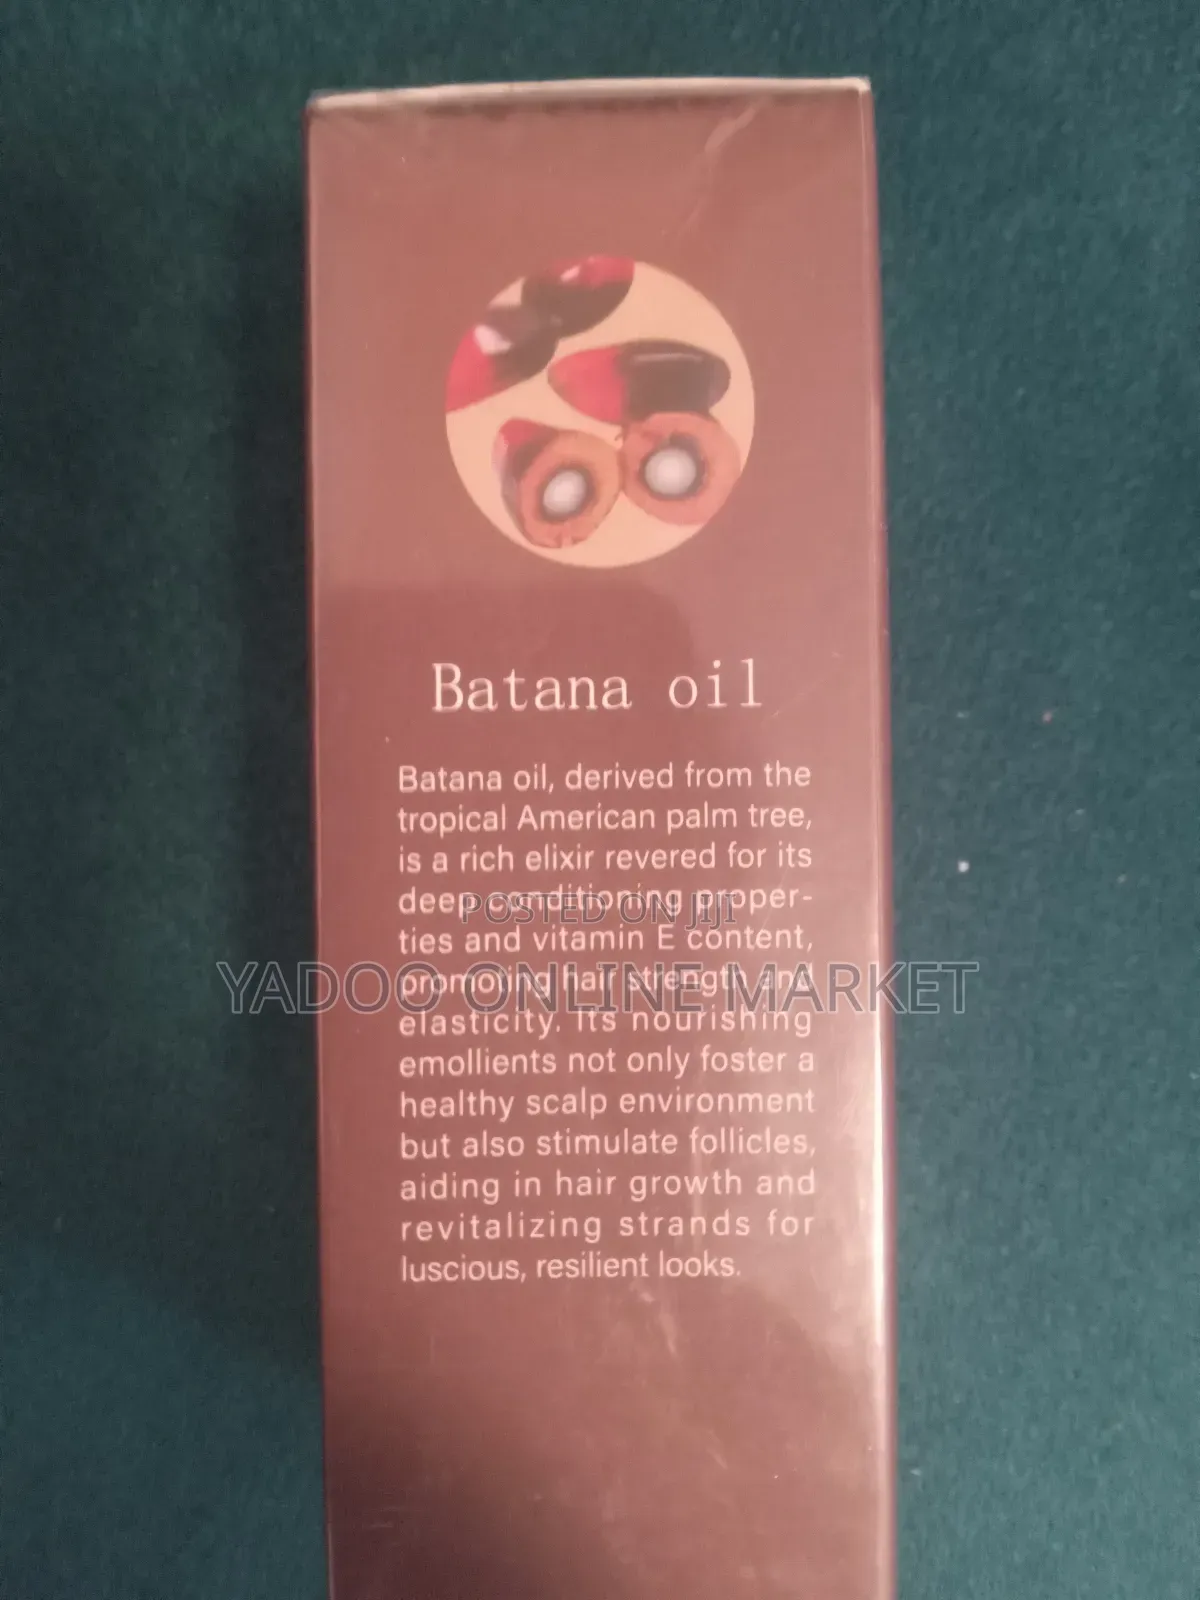 Batana oil
Batana oil, derived from the
tropical American palm tree,
is a rich elixir revered for its
deep conditioning proper-
POSTED ON JIJI
ties and vitamin E content,
YADOO ONLINE MARKET
promoting hair strength and
elasticity. Its nourishing
emollients not only foster a
healthy scalp environment
but also stimulate follicles,
aiding in hair growth and
revitalizing strands for
luscious, resilient looks.